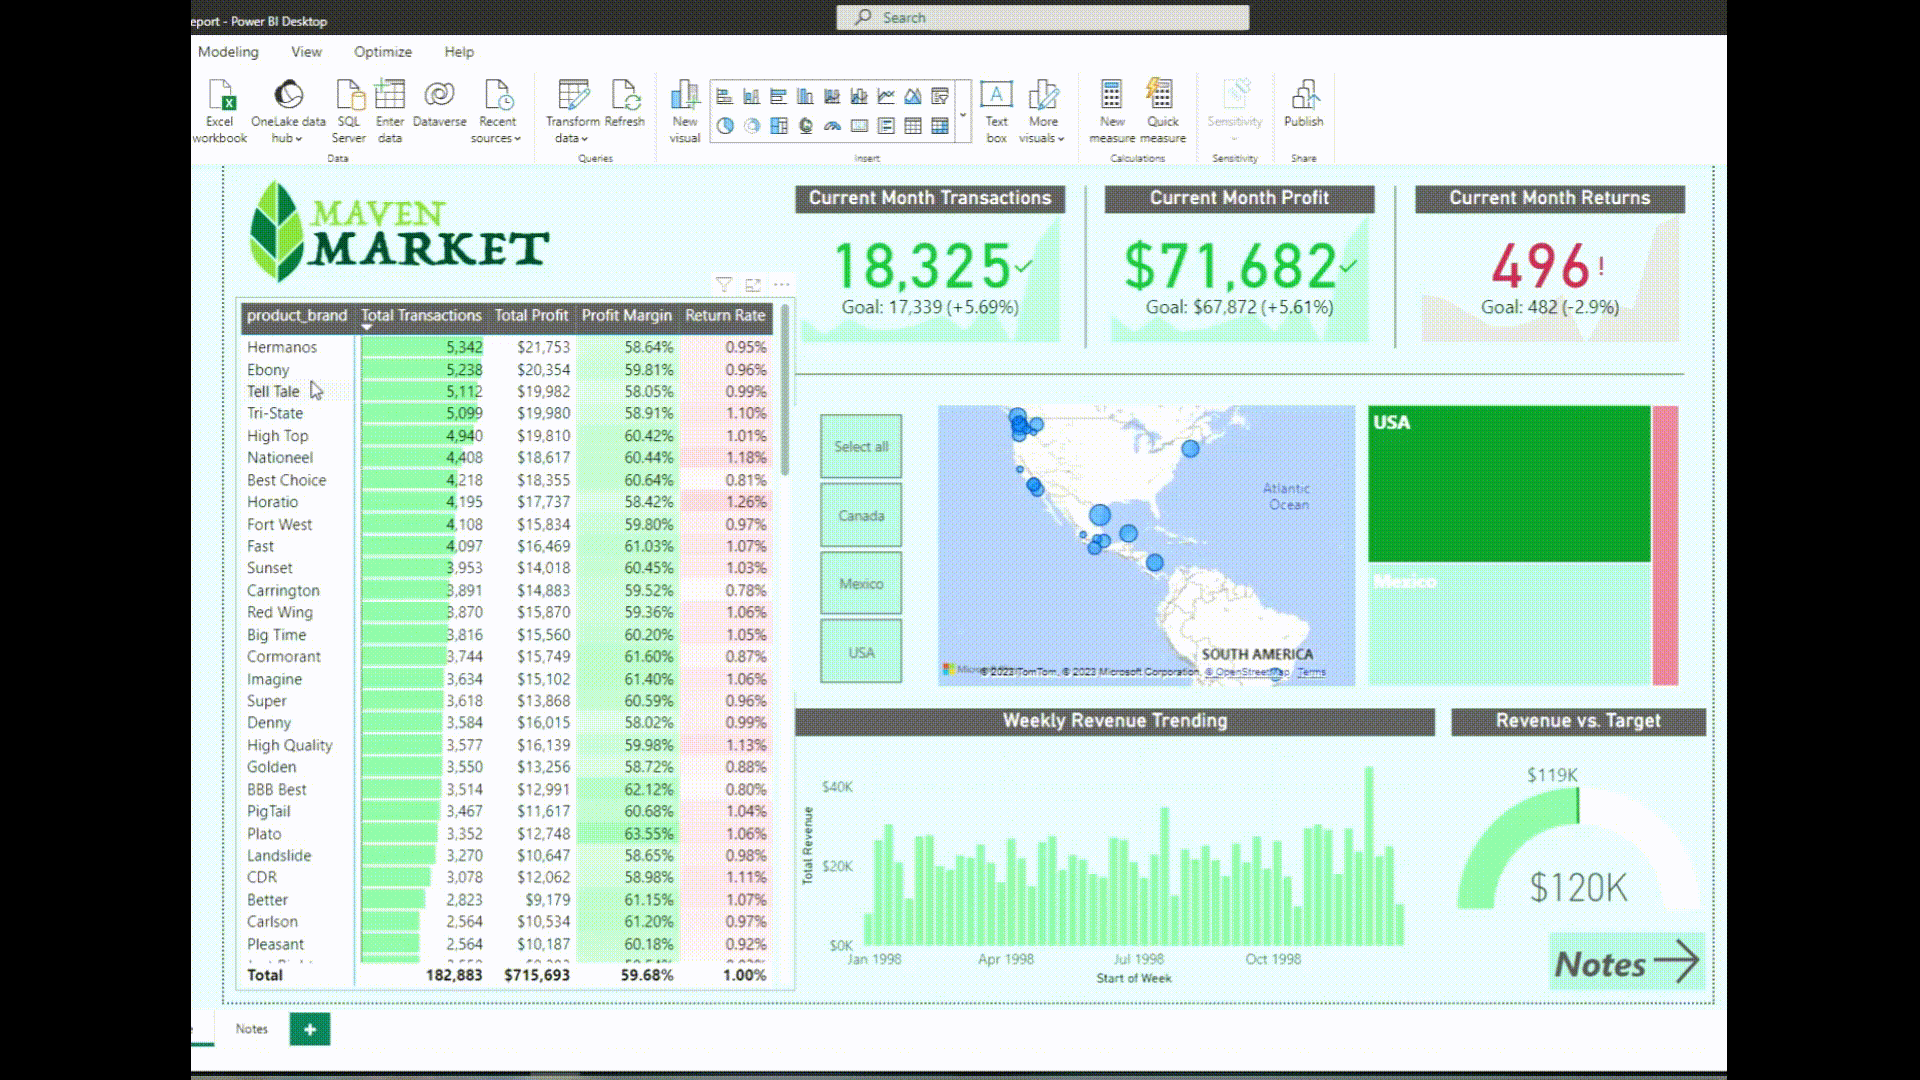 eport - Power BI Desktop
Search
Modeling View Optimize Help
Excel workbook
OneLake data hub
SQL Server
Enter data
Dataverse
Recent sources
Transform data
Refresh
New visual
Text box
More visuals
New measure
Quick measure
Sensitivity
Publish
Data
Queries
Insert
Calculations
Sensitivity
Share
MAVEN
MARKET
Current Month Transactions
18,325
Goal: 17,339 (+5.69%)
Current Month Profit
$71,682
Goal: $67,872 (+5.61%)
Current Month Returns
496!
Goal: 482 (-2.9%)
product_brand Total Transactions Total Profit Profit Margin Return Rate
Hermanos 5,342 $21,753 58.64% 0.95%
Ebony 5,238 $20,354 59.81% 0.96%
Tell Tale 5,112 $19,982 58.05% 0.99%
Tri-State 5,099 $19,980 58.91% 1.10%
High Top 4,940 $19,810 60.42% 1.01%
Nationeel 4,408 $18,617 60.44% 1.18%
Best Choice 4,218 $18,355 60.64% 0.81%
Horatio 4,195 $17,737 58.42% 1.26%
Fort West 4,108 $15,834 59.80% 0.97%
Fast 4,097 $16,469 61.03% 1.07%
Sunset 3,953 $14,018 60.45% 1.03%
Carrington 3,891 $14,883 59.52% 0.78%
Red Wing 3,870 $15,870 59.36% 1.06%
Big Time 3,816 $15,560 60.20% 1.05%
Cormorant 3,744 $15,749 61.60% 0.87%
Imagine 3,634 $15,102 61.40% 1.06%
Super 3,618 $13,868 60.59% 0.96%
Denny 3,584 $16,015 58.02% 0.99%
High Quality 3,577 $16,139 59.98% 1.13%
Golden 3,550 $13,256 58.72% 0.88%
BBB Best 3,514 $12,991 62.12% 0.80%
PigTail 3,467 $11,617 60.68% 1.04%
Plato 3,352 $12,748 63.55% 1.06%
Landslide 3,270 $10,647 58.65% 0.98%
CDR 3,078 $12,062 58.98% 1.11%
Better 2,823 $9,179 61.15% 1.07%
Carlson 2,564 $10,534 61.20% 0.97%
Pleasant 2,564 $10,187 60.18% 0.92%
Total 182,883 $715,693 59.68% 1.00%
Select all
Canada
Mexico
USA
Atlantic
Ocean
SOUTH AMERICA
© 2023 TomTom, © 2023 Microsoft Corporation, © OpenStreetMap Terms
USA
Mexico
Weekly Revenue Trending
Total Revenue
$40K
$20K
$0K
Jan 1998 Apr 1998 Jul 1998 Oct 1998
Start of Week
Revenue vs. Target
$119K
$120K
Notes
Notes +